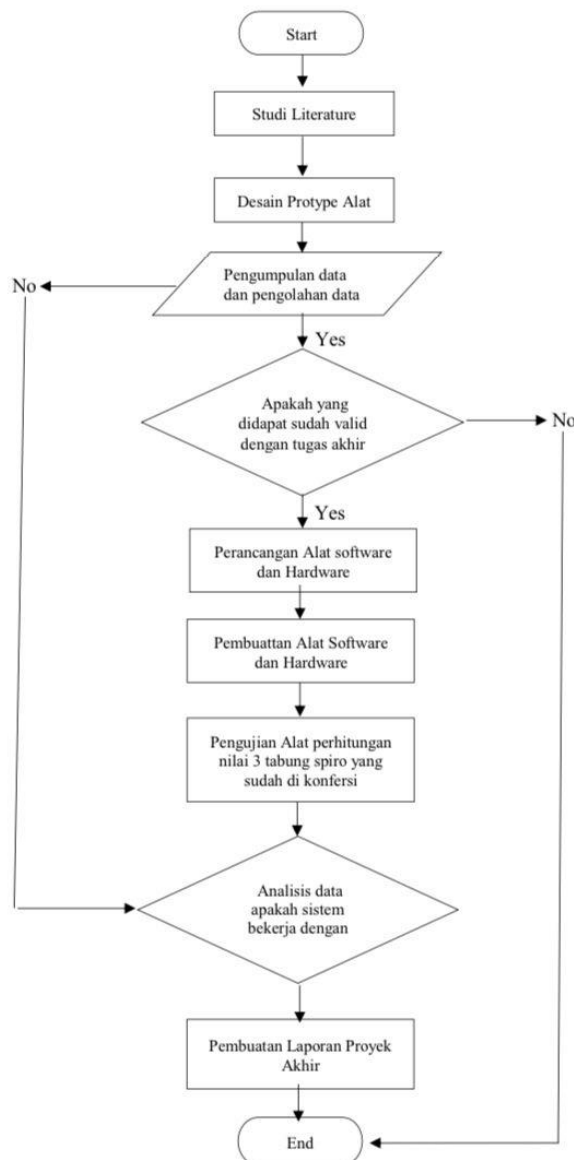 Start
Studi Literature
Desain Protype Alat
Pengumpulan data
dan pengolahan data
No
Yes
Apakah yang
didapat sudah valid
dengan tugas akhir
No
Yes
Perancangan Alat software
dan Hardware
Pembuattan Alat Software
dan Hardware
Pengujian Alat perhitungan
nilai 3 tabung spiro yang
sudah di konfersi
Analisis data
apakah sistem
bekerja dengan
Pembuatan Laporan Proyek
Akhir
End